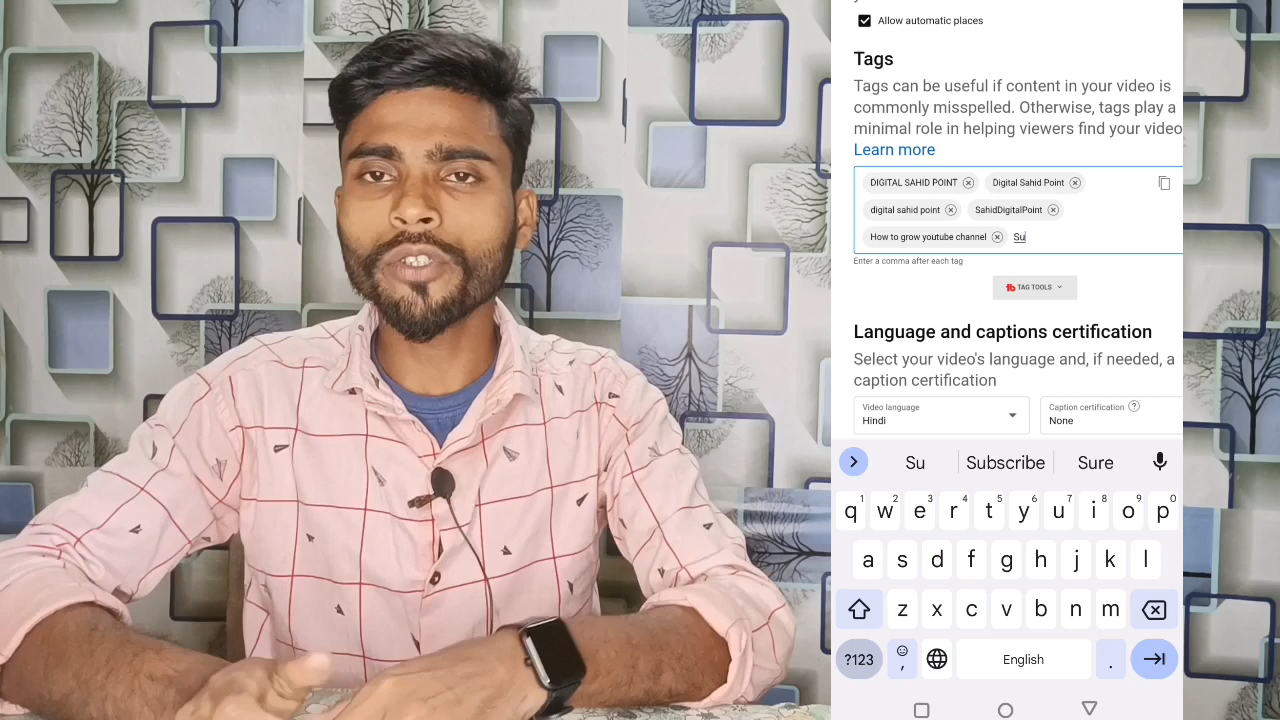 Allow automatic places
Tags
Tags can be useful if content in your video is
commonly misspelled. Otherwise, tags play a
minimal role in helping viewers find your video
Learn more
DIGITAL SAHID POINT
Digital Sahid Point
digital sahid point
SahidDigitalPoint
How to grow youtube channel
Su
Enter a comma after each tag
tb TAG TOOLS
Language and captions certification
Select your video's language and, if needed, a
caption certification
Video language
Hindi
Caption certification ?
None
Su Subscribe Sure
1 2 3 4 5 6 7 8 9 0
q w e r t y u i o p
a s d f g h j k l
z x c v b n m
?123 , English .